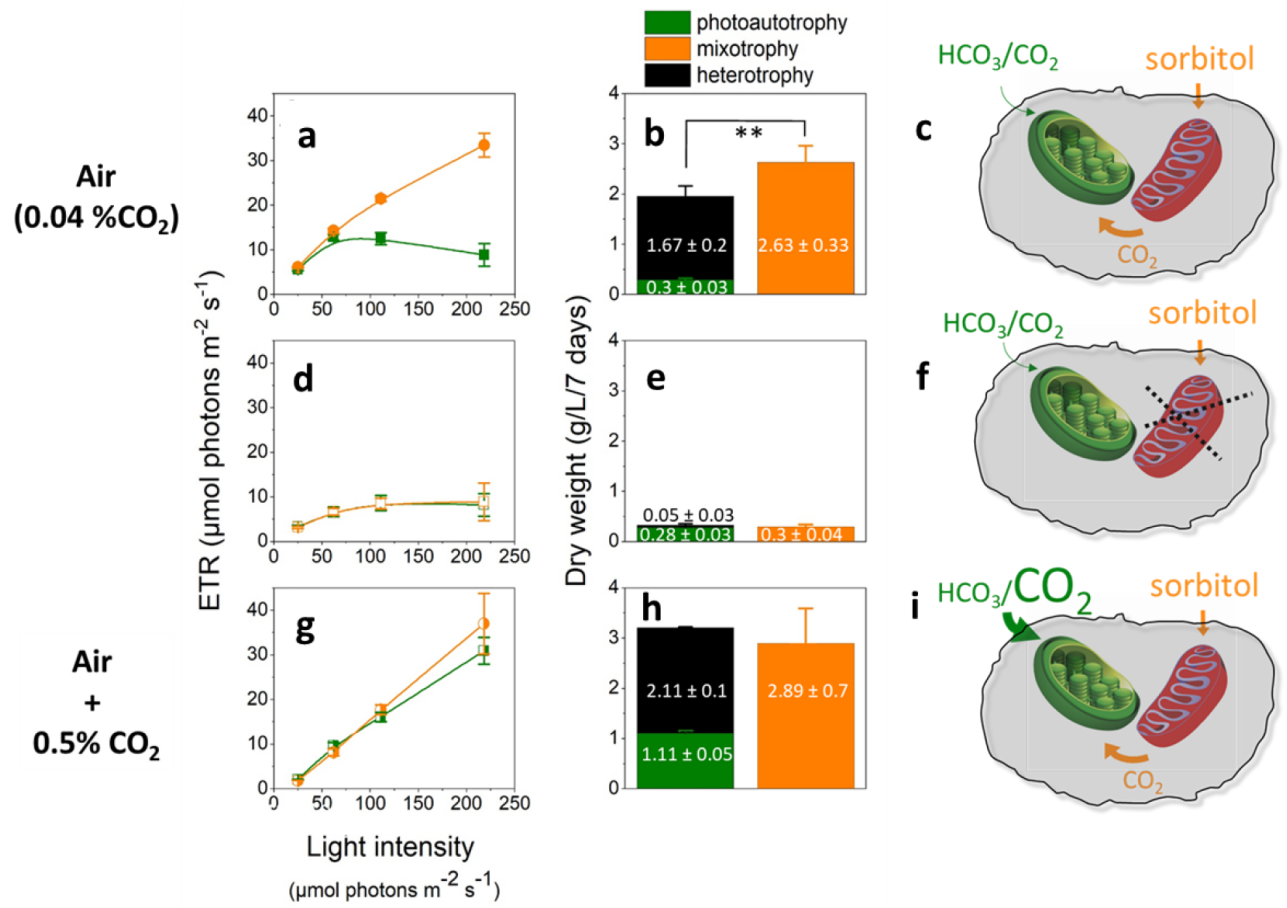 photoautotrophy
mixotrophy
heterotrophy
Air
(0.04 %CO₂)
ETR (µmol photons m⁻² s⁻¹)
a
40
30
20
10
0
0 50 100 150 200 250
Dry weight (g/L/7 days)
b
**
4
3
2
1
0
1.67 ± 0.2
0.3 ± 0.03
2.63 ± 0.33
c
HCO₃/CO₂
sorbitol
CO₂
d
40
30
20
10
0
0 50 100 150 200 250
e
4
3
2
1
0
0.05 ± 0.03
0.28 ± 0.03
0.3 ± 0.04
f
HCO₃/CO₂
sorbitol
Air
+
0.5% CO₂
g
40
30
20
10
0
50 100 150 200 250
h
4
3
2
1
0
2.11 ± 0.1
1.11 ± 0.05
2.89 ± 0.7
i
HCO₃/CO₂
sorbitol
CO₂
Light intensity
(µmol photons m⁻² s⁻¹)